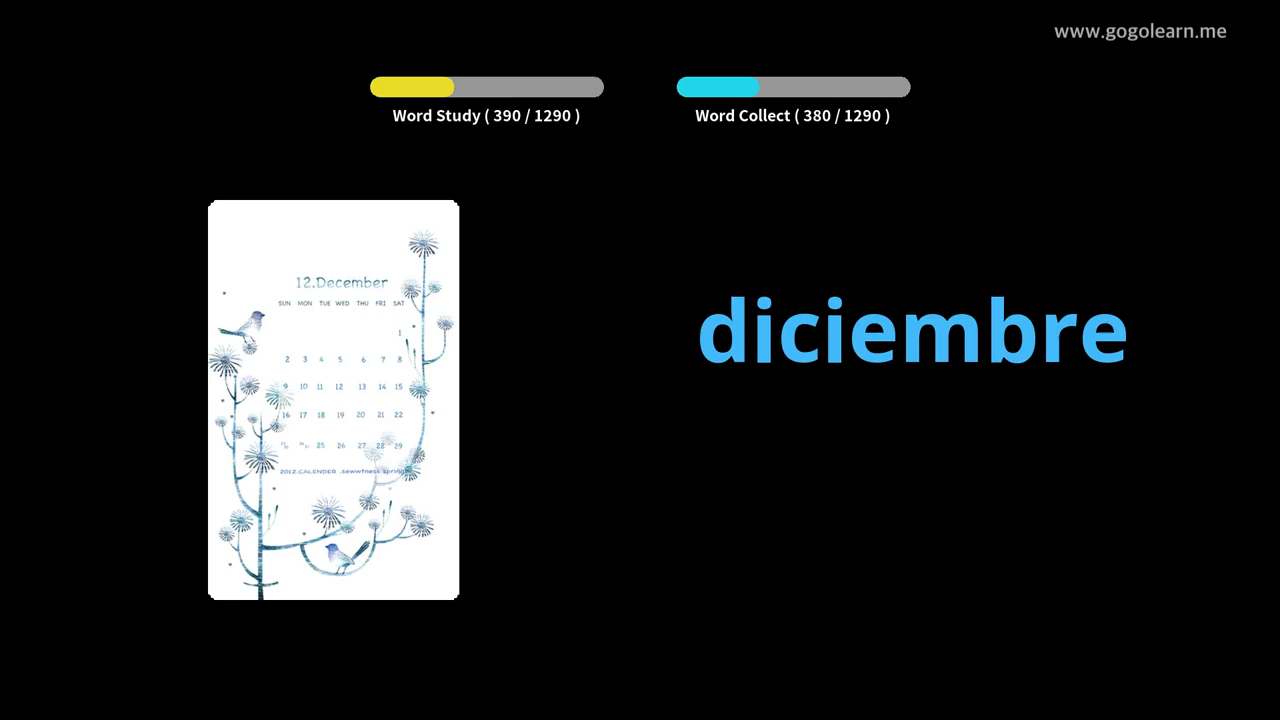 www.gogolearn.me
Word Study ( 390 / 1290 )
Word Collect ( 380 / 1290 )
12.December
SUN MON TUE WED THU FRI SAT
1
2 3 4 5 6 7 8
9 10 11 12 13 14 15
16 17 18 19 20 21 22
25 26 27 28 29
2012.CALENDER .sewwtness spring
diciembre